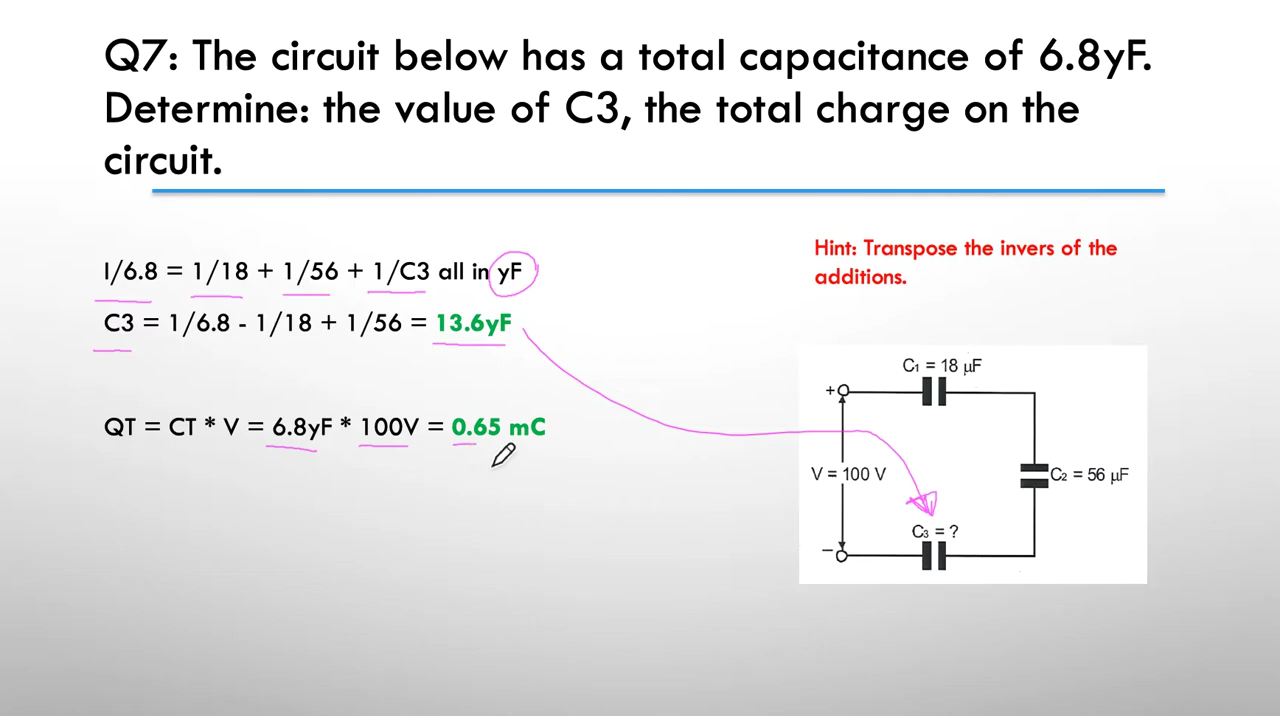 Q7: The circuit below has a total capacitance of 6.8yF.
Determine: the value of C3, the total charge on the
circuit.
Hint: Transpose the invers of the
additions.
I/6.8 = 1/18 + 1/56 + 1/C3 all in yF
C3 = 1/6.8 - 1/18 + 1/56 = 13.6yF
QT = CT * V = 6.8yF * 100V = 0.65 mC
C₁ = 18 µF
+
V = 100 V
C₂ = 56 µF
C₃ = ?
−